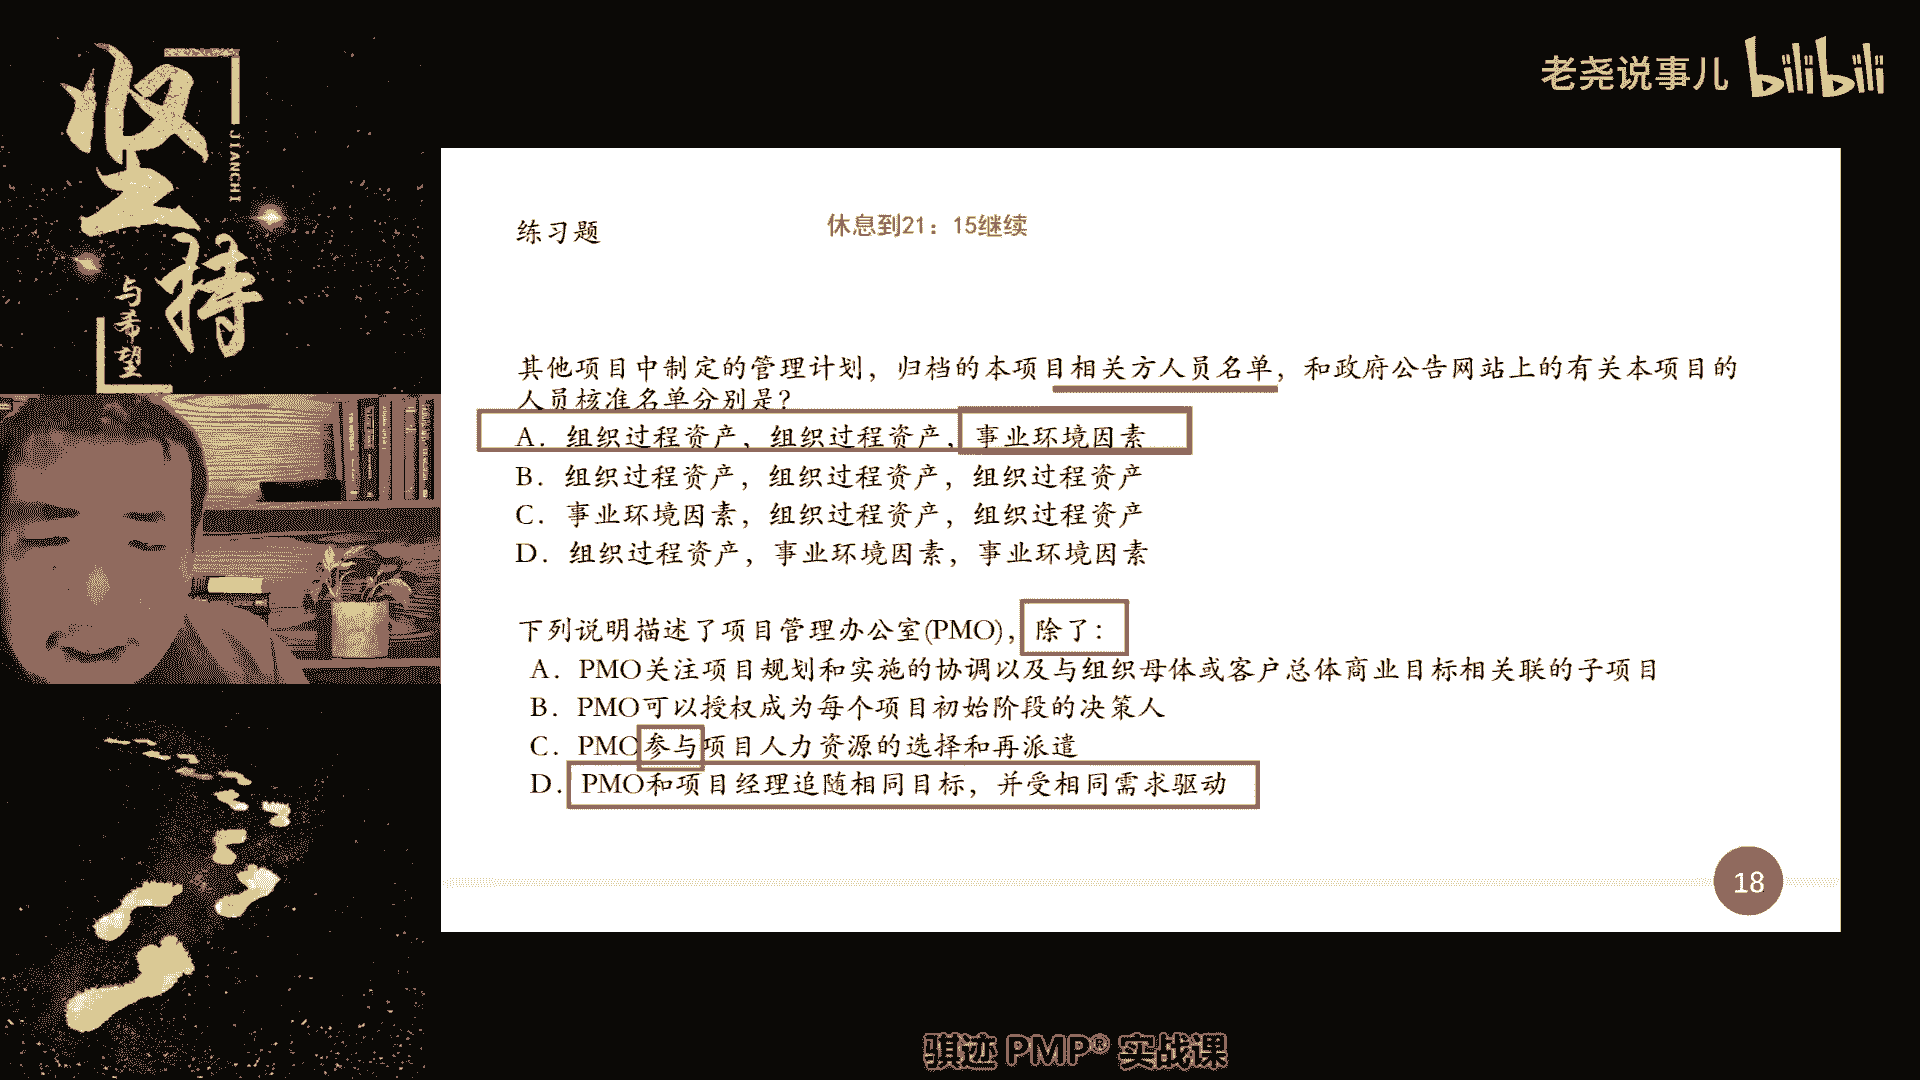 坚持
JIANCHI
与希望
老尧说事儿 bilibili
练习题
休息到21：15继续
其他项目中制定的管理计划，归档的本项目相关方人员名单，和政府公告网站上的有关本项目的
人员核准名单分别是？
A．组织过程资产，组织过程资产，事业环境因素
B．组织过程资产，组织过程资产，组织过程资产
C．事业环境因素，组织过程资产，组织过程资产
D．组织过程资产，事业环境因素，事业环境因素
下列说明描述了项目管理办公室(PMO)，除了：
A．PMO关注项目规划和实施的协调以及与组织母体或客户总体商业目标相关联的子项目
B．PMO可以授权成为每个项目初始阶段的决策人
C．PMO参与项目人力资源的选择和再派遣
D．PMO和项目经理追随相同目标，并受相同需求驱动
18
骐迹 PMP® 实战课